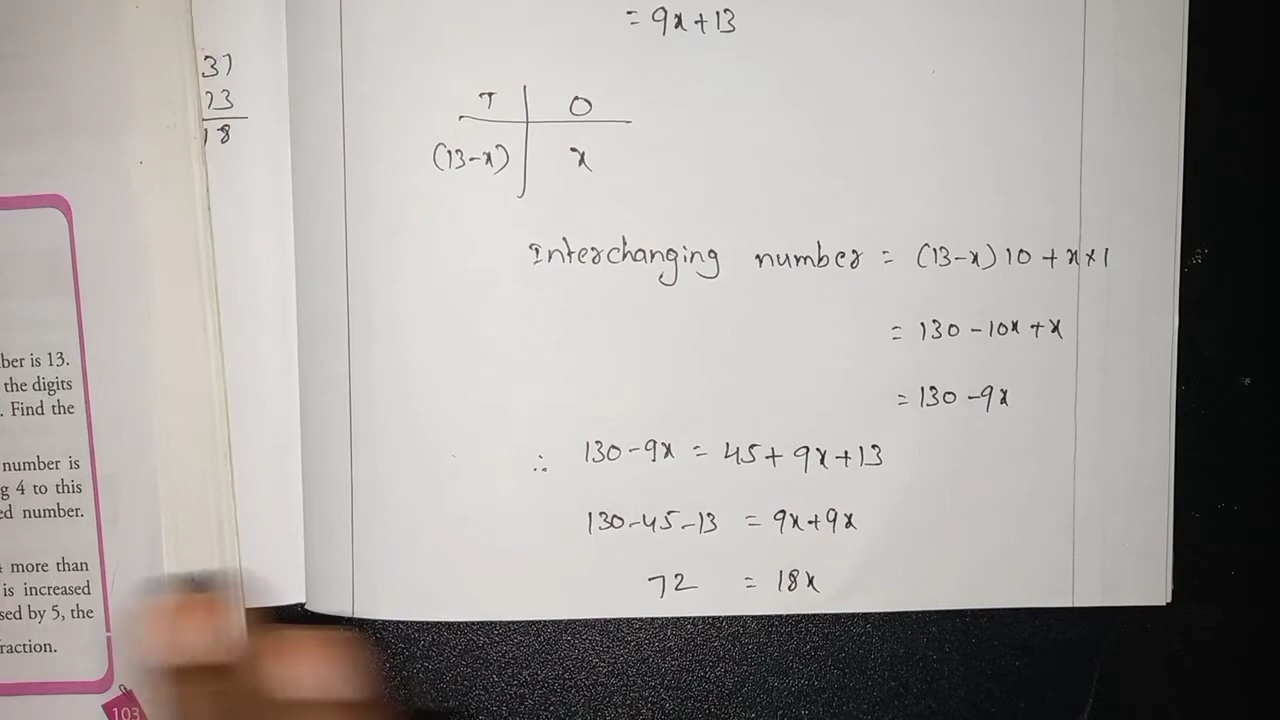 = 9x+13
37
23
18
T O
(13-x) x
Interchanging number = (13-x)10 + x×1
= 130-10x+x
= 130-9x
∴ 130-9x = 45+9x+13
130-45-13 = 9x+9x
72 = 18x
ber is 13.
the digits
. Find the
number is
g 4 to this
ed number.
more than
is increased
sed by 5, the
raction.
103